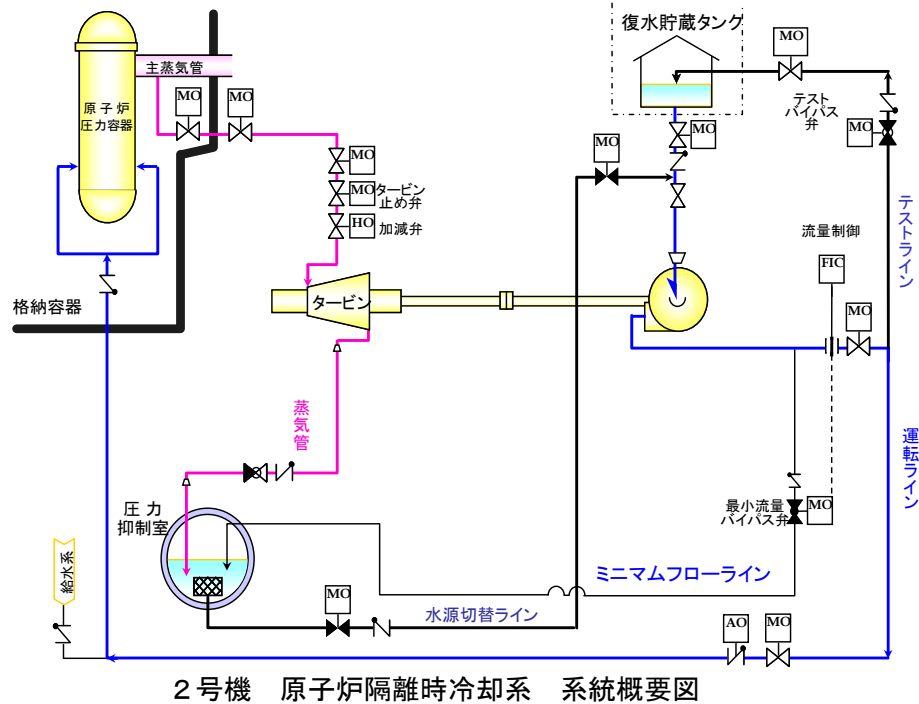 復水貯蔵タンク
MO
主蒸気管
原子炉
圧力容器
MO
MO
MO
テスト
バイパス
弁
MO
MO
MO
MO
タービン
止め弁
HO
加減弁
テストライン
流量制御
FIC
格納容器
タービン
MO
蒸気管
運転ライン
圧力
抑制室
最小流量
バイパス弁
MO
給水系
ミニマムフローライン
MO
水源切替ライン
AO
MO
２号機　原子炉隔離時冷却系　系統概要図